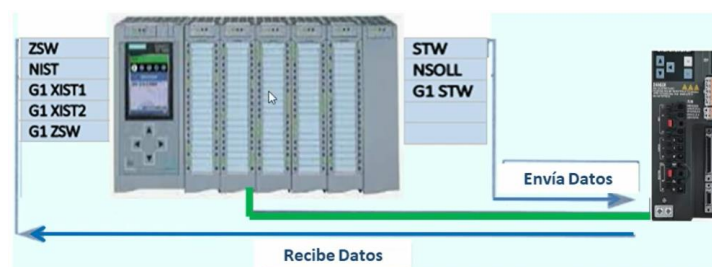 ZSW
NIST
G1 XIST1
G1 XIST2
G1 ZSW
STW
NSOLL
G1 STW
Envía Datos
Recibe Datos